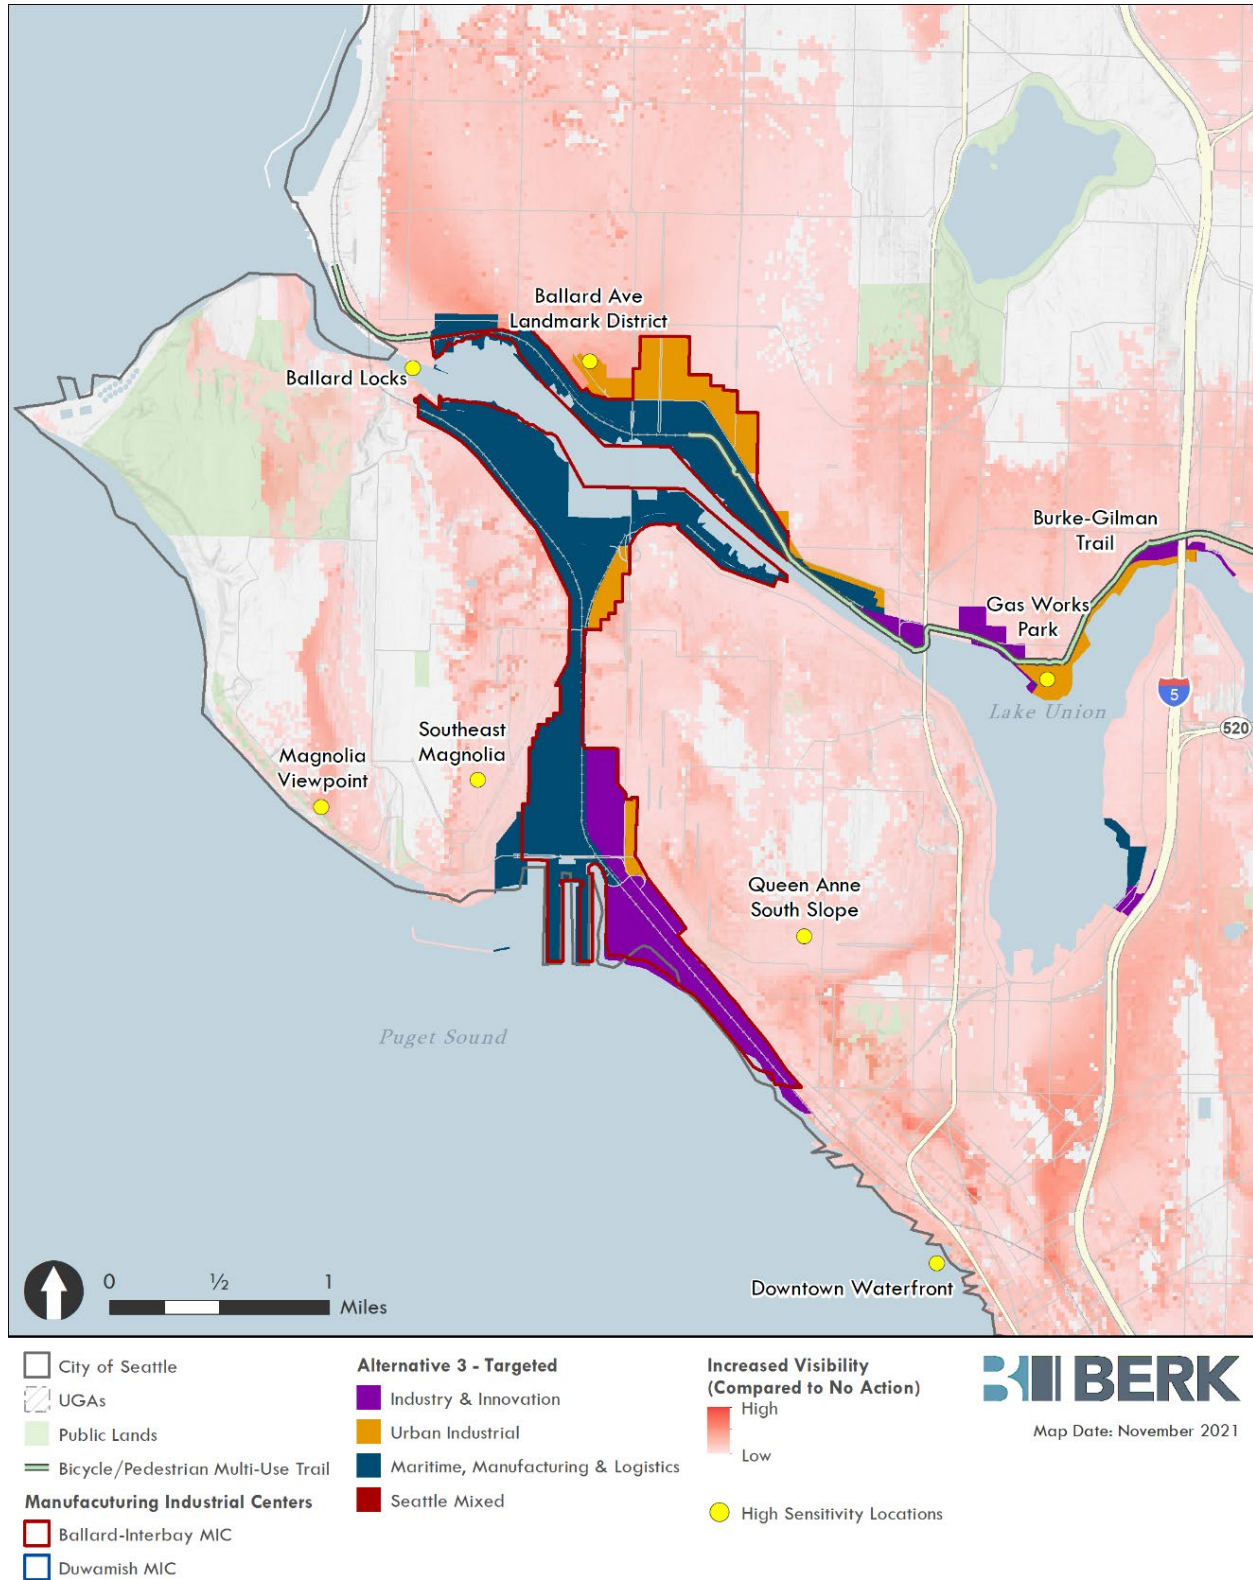 Ballard Ave
Landmark District
Ballard Locks
Burke-Gilman
Trail
Gas Works
Park
Lake Union
5
520
Southeast
Magnolia
Magnolia
Viewpoint
Queen Anne
South Slope
Puget Sound
Downtown Waterfront
0 ½ 1
Miles
City of Seattle
UGAs
Public Lands
Bicycle/Pedestrian Multi-Use Trail
Manufacuturing Industrial Centers
Ballard-Interbay MIC
Duwamish MIC
Alternative 3 - Targeted
Industry & Innovation
Urban Industrial
Maritime, Manufacturing & Logistics
Seattle Mixed
Increased Visibility
(Compared to No Action)
High
Low
High Sensitivity Locations
BERK
Map Date: November 2021